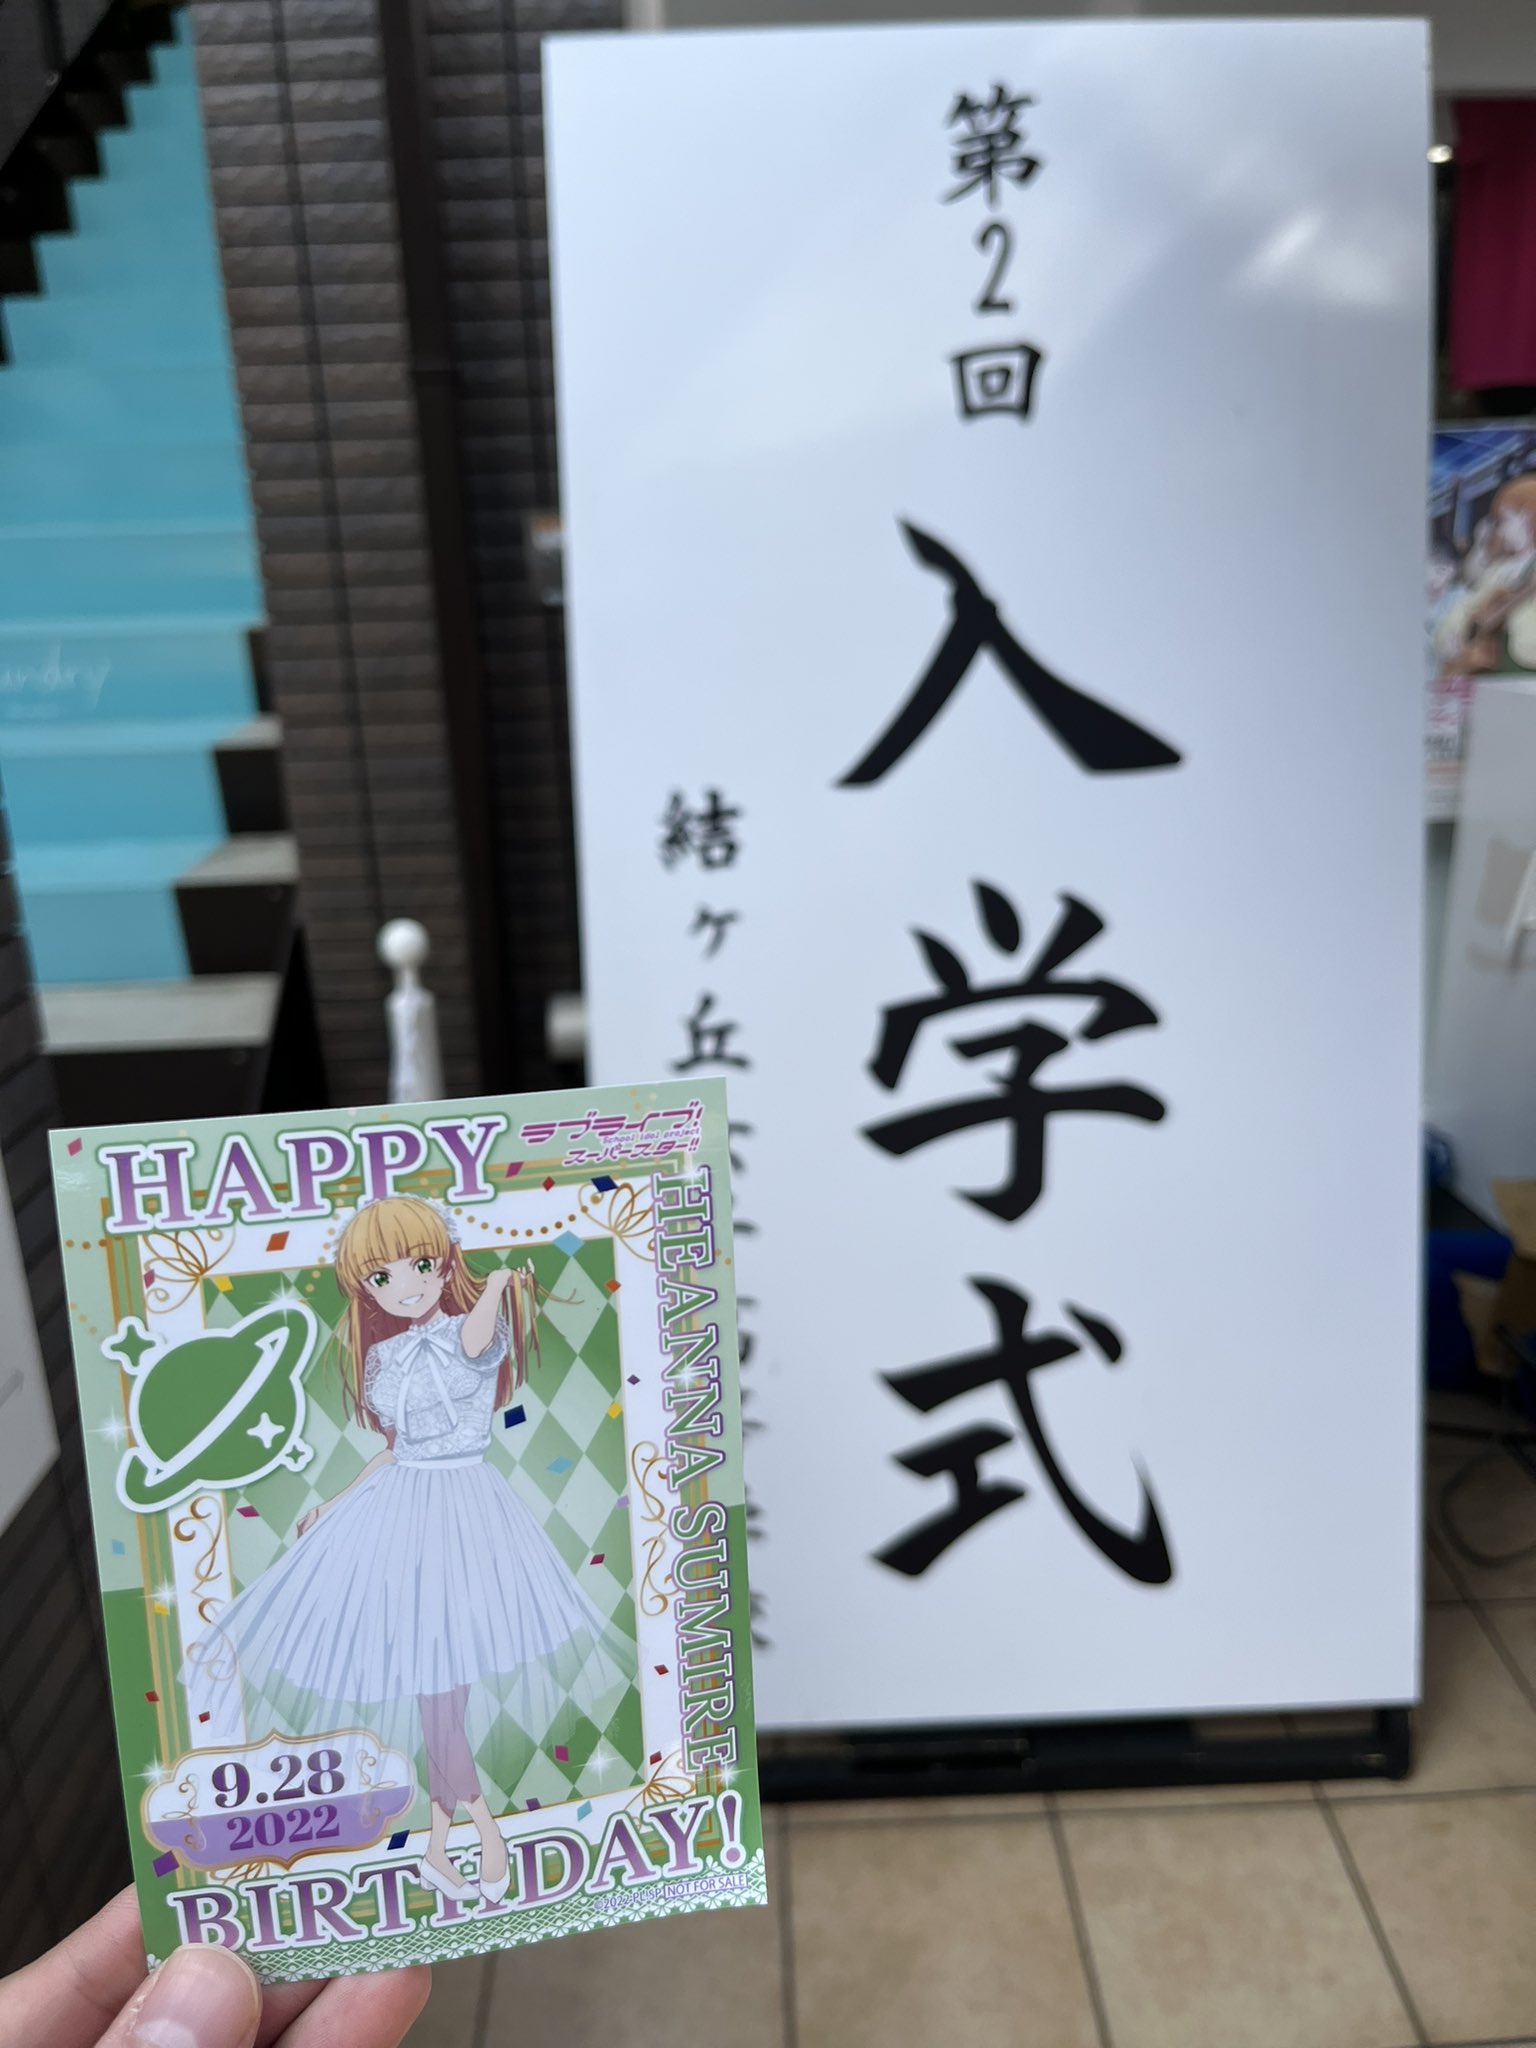 第2回
入学式
結ヶ丘
HAPPY
ラブライブ!
School idol project
スーパースター!!
HEANNA SUMIRE
9.28
2022
BIRTHDAY!
©2022 PL!SP NOT FOR SALE